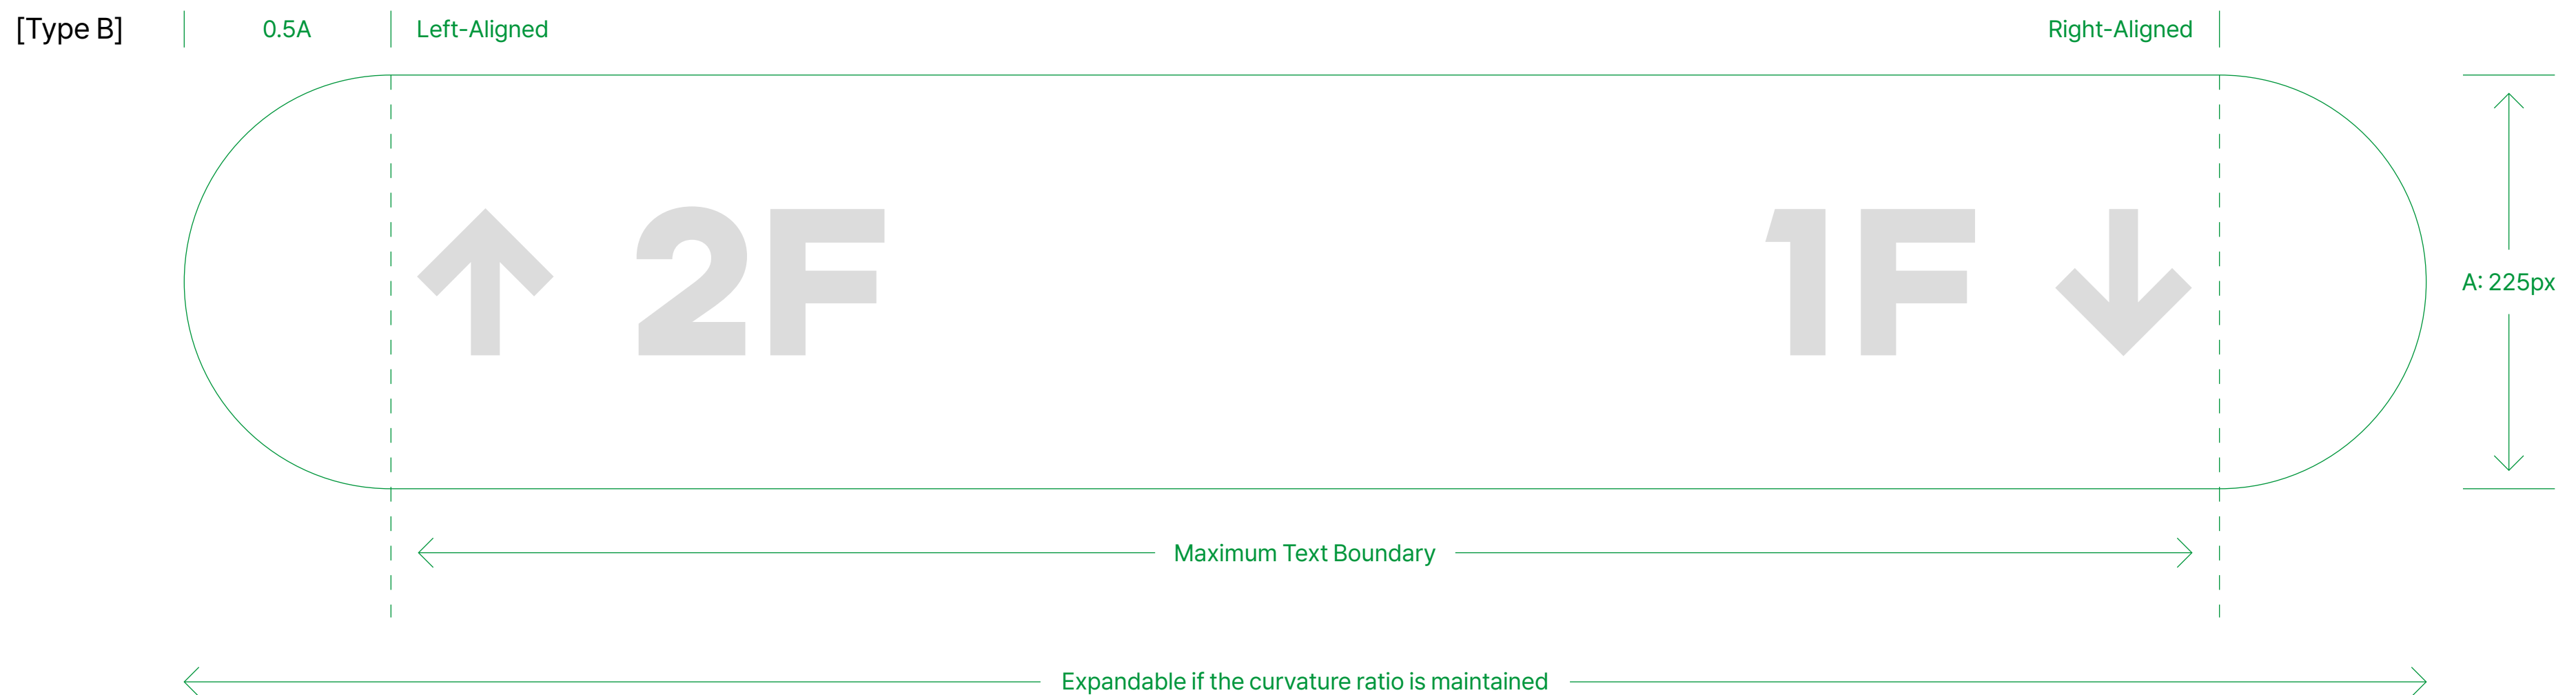 [Type B]
0.5A
Left-Aligned
Right-Aligned
↑ 2F
1F ↓
A: 225px
Maximum Text Boundary
Expandable if the curvature ratio is maintained